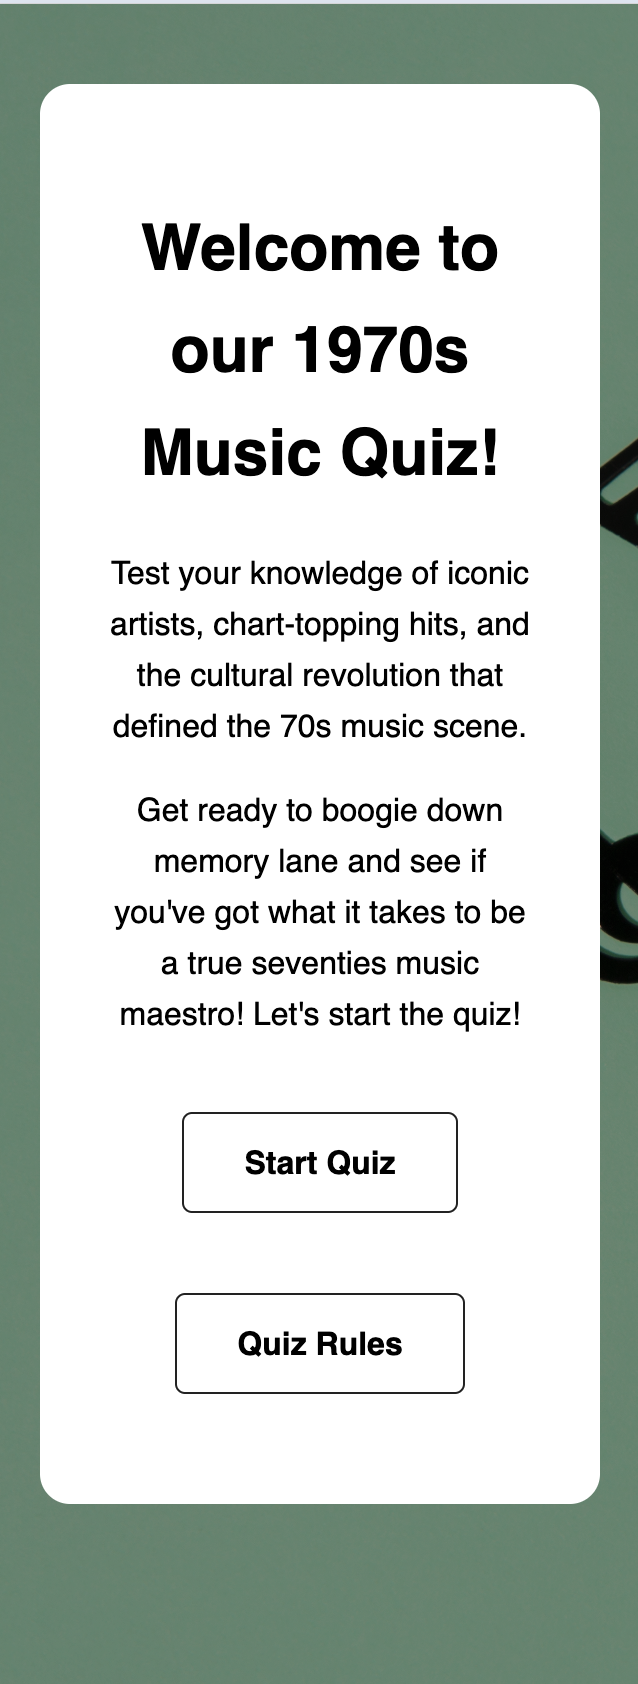 Welcome to
our 1970s
Music Quiz!
Test your knowledge of iconic
artists, chart-topping hits, and
the cultural revolution that
defined the 70s music scene.
Get ready to boogie down
memory lane and see if
you've got what it takes to be
a true seventies music
maestro! Let's start the quiz!
Start Quiz
Quiz Rules